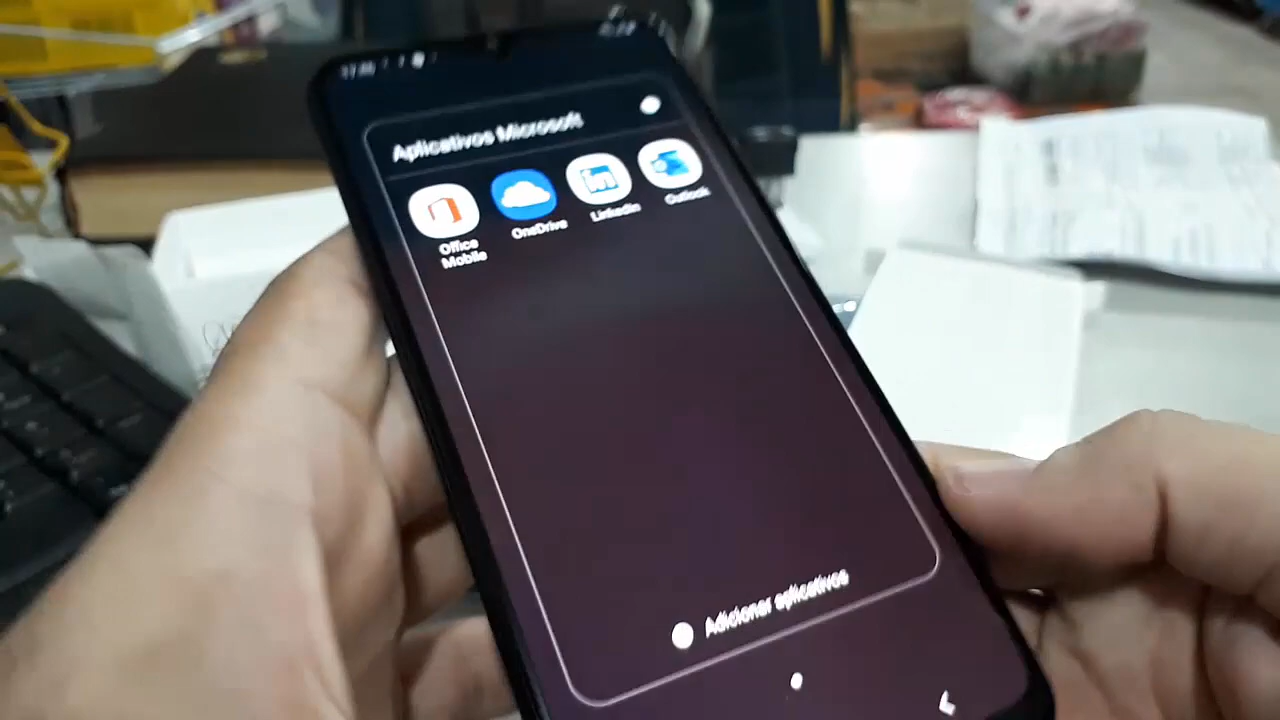 Aplicativos Microsoft
Office
Mobile
OneDrive
LinkedIn
Outlook
Adicionar aplicativos